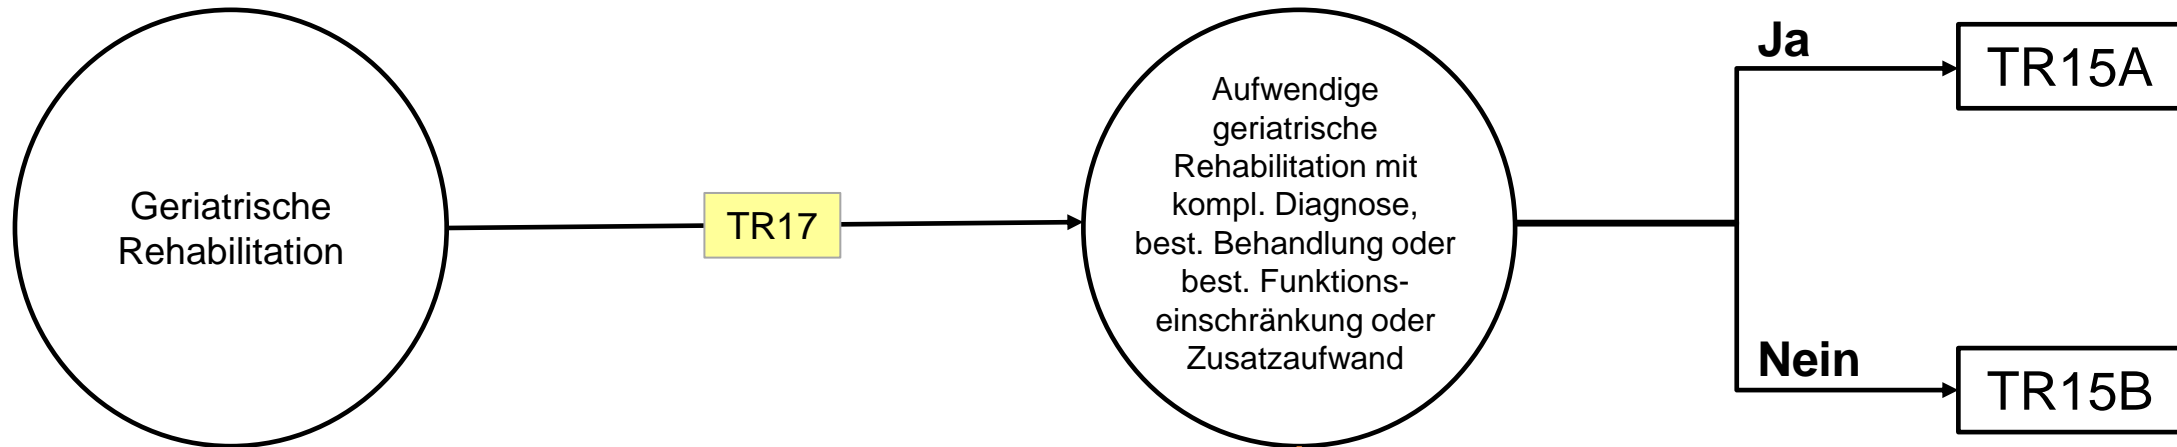 Geriatrische
Rehabilitation
TR17
Aufwendige
geriatrische
Rehabilitation mit
kompl. Diagnose,
best. Behandlung oder
best. Funktions-
einschränkung oder
Zusatzaufwand
Ja
TR15A
Nein
TR15B